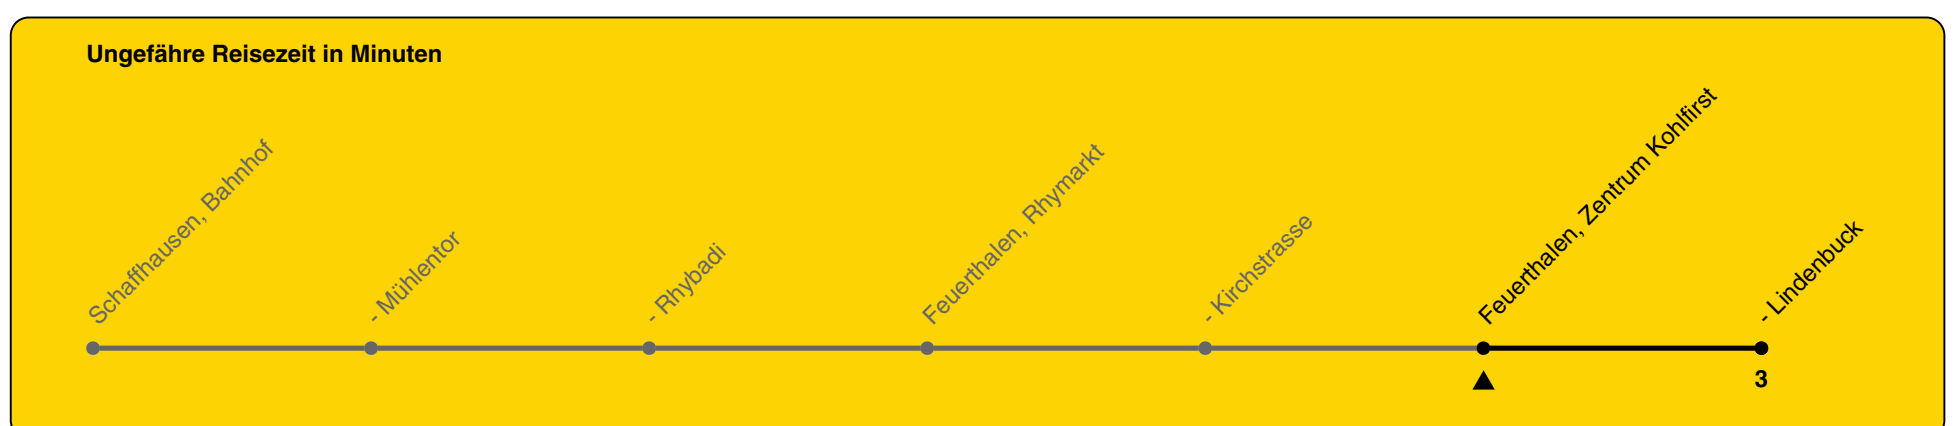 Ungefähre Reisezeit in Minuten
Schaffhausen, Bahnhof
- Mühlentor
- Rhybadi
Feuerthalen, Rhymarkt
- Kirchstrasse
Feuerthalen, Zentrum Kohlfirst
- Lindenbuck
3